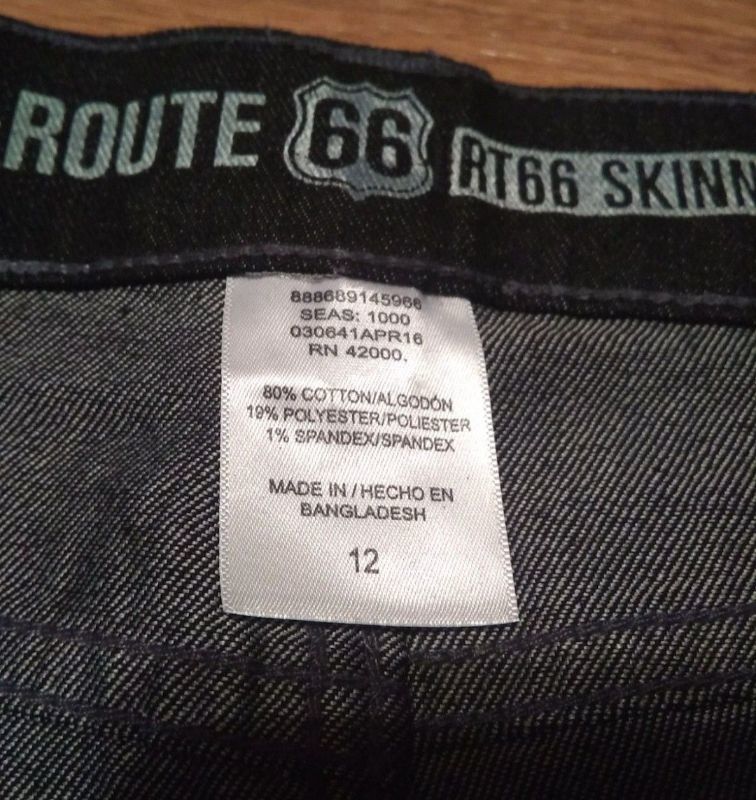 ROUTE 66 RT66 SKINN
888689145966
SEAS: 1000
030641APR16
RN 42000.
80% COTTON/ALGODÓN
19% POLYESTER/POLIESTER
1% SPANDEX/SPANDEX
MADE IN / HECHO EN
BANGLADESH
12